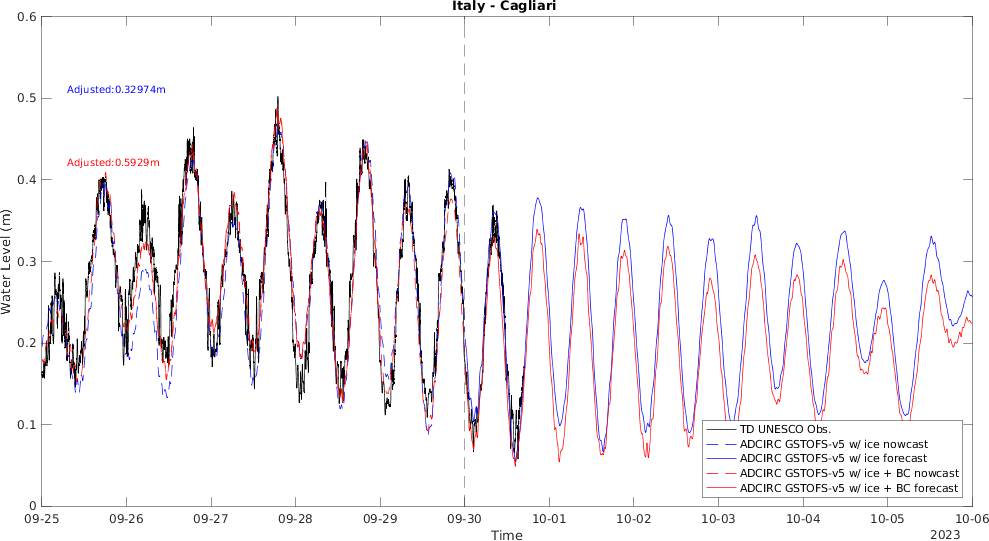 Italy - Cagliari
Water Level (m)
0.6
0.5
0.4
0.3
0.2
0.1
0
Adjusted:0.32974m
Adjusted:0.5929m
TD UNESCO Obs.
ADCIRC GSTOFS-v5 w/ ice nowcast
ADCIRC GSTOFS-v5 w/ ice forecast
ADCIRC GSTOFS-v5 w/ ice + BC nowcast
ADCIRC GSTOFS-v5 w/ ice + BC forecast
09-25 09-26 09-27 09-28 09-29 09-30 10-01 10-02 10-03 10-04 10-05 10-06
Time
2023